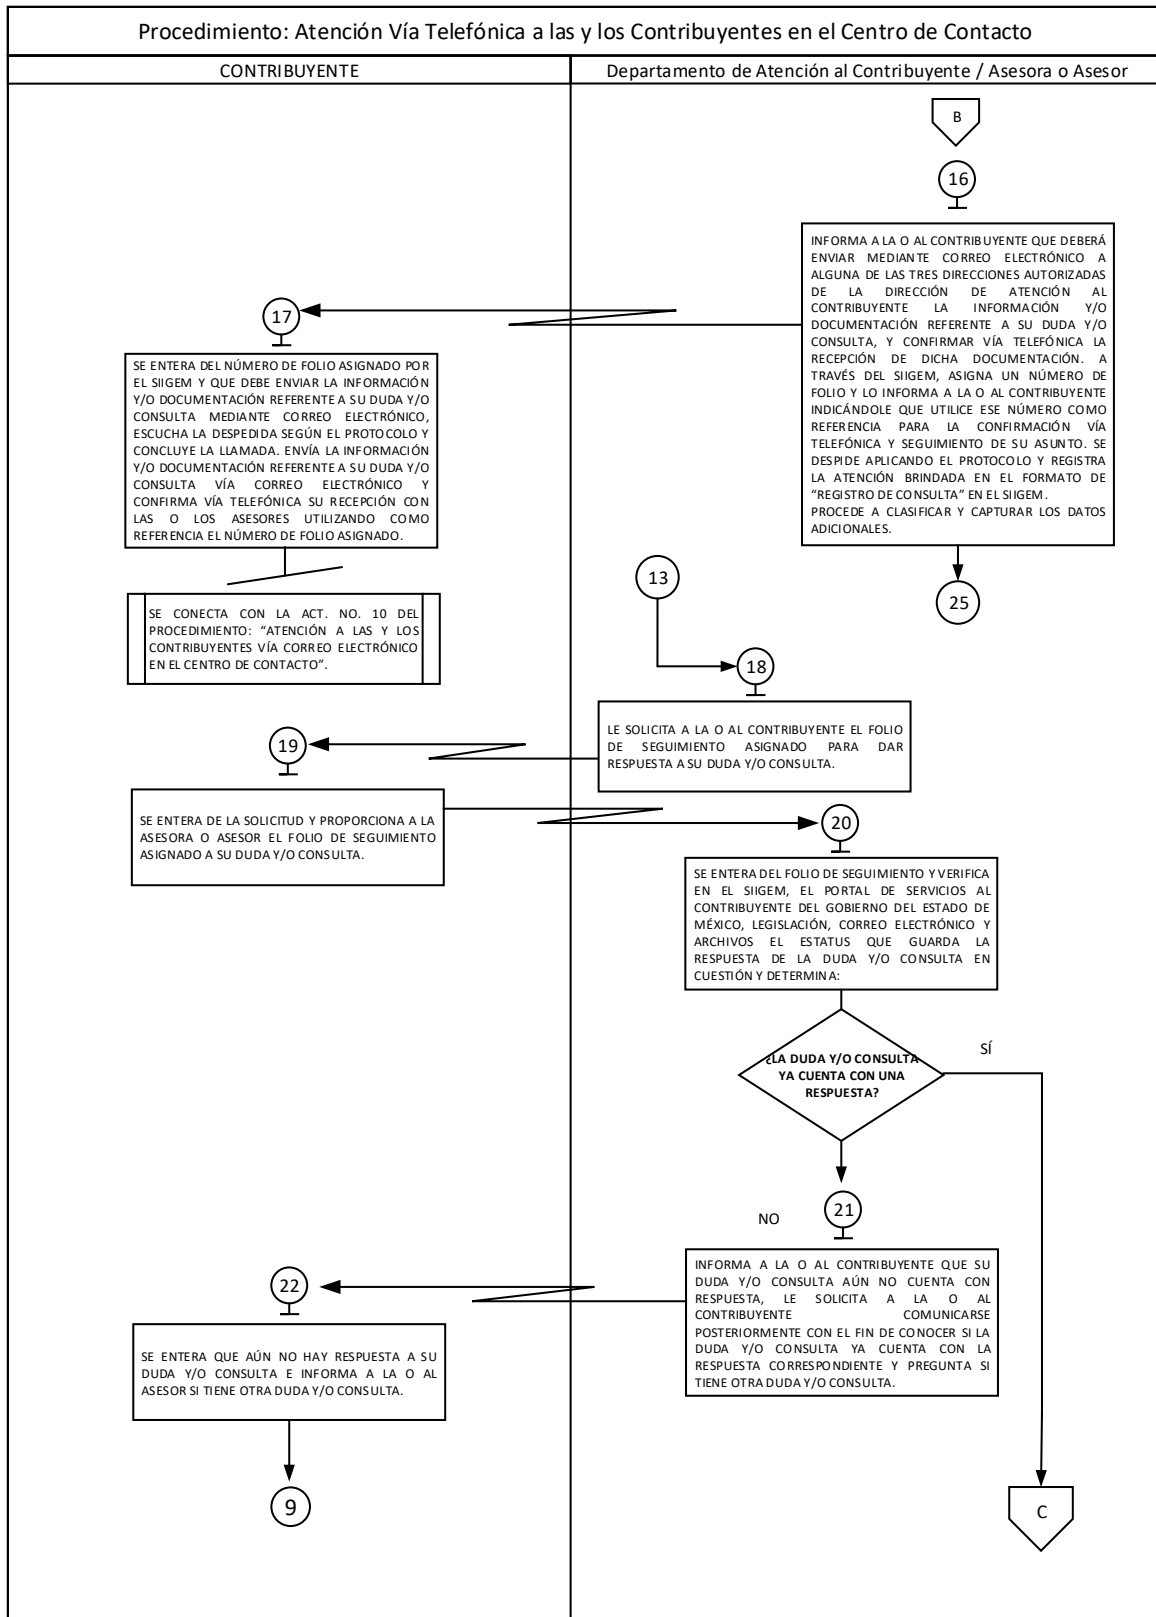 Procedimiento: Atención Vía Telefónica a las y los Contribuyentes en el Centro de Contacto
CONTRIBUYENTE
Departamento de Atención al Contribuyente / Asesora o Asesor
B
16
INFORMA A LA O AL CONTRIBUYENTE QUE DEBERÁ
ENVIAR MEDIANTE CORREO ELECTRÓNICO A
ALGUNA DE LAS TRES DIRECCIONES AUTORIZADAS
DE LA DIRECCIÓN DE ATENCIÓN AL
CONTRIBUYENTE LA INFORMACIÓN Y/O
DOCUMENTACIÓN REFERENTE A SU DUDA Y/O
CONSULTA, Y CONFIRMAR VÍA TELEFÓNICA LA
RECEPCIÓN DE DICHA DOCUMENTACIÓN. A
TRAVÉS DEL SIIGEM, ASIGNA UN NÚMERO DE
FOLIO Y LO INFORMA A LA O AL CONTRIBUYENTE
INDICÁNDOLE QUE UTILICE ESE NÚMERO COMO
REFERENCIA PARA LA CONFIRMACIÓN VÍA
TELEFÓNICA Y SEGUIMIENTO DE SU ASUNTO. SE
DESPIDE APLICANDO EL PROTOCOLO Y REGISTRA
LA ATENCIÓN BRINDADA EN EL FORMATO DE
“REGISTRO DE CONSULTA” EN EL SIIGEM.
PROCEDE A CLASIFICAR Y CAPTURAR LOS DATOS
ADICIONALES.
17
SE ENTERA DEL NÚMERO DE FOLIO ASIGNADO POR
EL SIIGEM Y QUE DEBE ENVIAR LA INFORMACIÓN
Y/O DOCUMENTACIÓN REFERENTE A SU DUDA Y/O
CONSULTA MEDIANTE CORREO ELECTRÓNICO,
ESCUCHA LA DESPEDIDA SEGÚN EL PROTOCOLO Y
CONCLUYE LA LLAMADA. ENVÍA LA INFORMACIÓN
Y/O DOCUMENTACIÓN REFERENTE A SU DUDA Y/O
CONSULTA VÍA CORREO ELECTRÓNICO Y
CONFIRMA VÍA TELEFÓNICA SU RECEPCIÓN CON
LAS O LOS ASESORES UTILIZANDO COMO
REFERENCIA EL NÚMERO DE FOLIO ASIGNADO.
SE CONECTA CON LA ACT. NO. 10 DEL
PROCEDIMIENTO: “ATENCIÓN A LAS Y LOS
CONTRIBUYENTES VÍA CORREO ELECTRÓNICO
EN EL CENTRO DE CONTACTO”.
25
13
18
LE SOLICITA A LA O AL CONTRIBUYENTE EL FOLIO
DE SEGUIMIENTO ASIGNADO PARA DAR
RESPUESTA A SU DUDA Y/O CONSULTA.
19
SE ENTERA DE LA SOLICITUD Y PROPORCIONA A LA
ASESORA O ASESOR EL FOLIO DE SEGUIMIENTO
ASIGNADO A SU DUDA Y/O CONSULTA.
20
SE ENTERA DEL FOLIO DE SEGUIMIENTO Y VERIFICA
EN EL SIIGEM, EL PORTAL DE SERVICIOS AL
CONTRIBUYENTE DEL GOBIERNO DEL ESTADO DE
MÉXICO, LEGISLACIÓN, CORREO ELECTRÓNICO Y
ARCHIVOS EL ESTATUS QUE GUARDA LA
RESPUESTA DE LA DUDA Y/O CONSULTA EN
CUESTIÓN Y DETERMINA:
¿LA DUDA Y/O CONSULTA
YA CUENTA CON UNA
RESPUESTA?
SÍ
21
NO
INFORMA A LA O AL CONTRIBUYENTE QUE SU
DUDA Y/O CONSULTA AÚN NO CUENTA CON
RESPUESTA, LE SOLICITA A LA O AL
CONTRIBUYENTE COMUNICARSE
POSTERIORMENTE CON EL FIN DE CONOCER SI LA
DUDA Y/O CONSULTA YA CUENTA CON LA
RESPUESTA CORRESPONDIENTE Y PREGUNTA SI
TIENE OTRA DUDA Y/O CONSULTA.
22
SE ENTERA QUE AÚN NO HAY RESPUESTA A SU
DUDA Y/O CONSULTA E INFORMA A LA O AL
ASESOR SI TIENE OTRA DUDA Y/O CONSULTA.
9
C